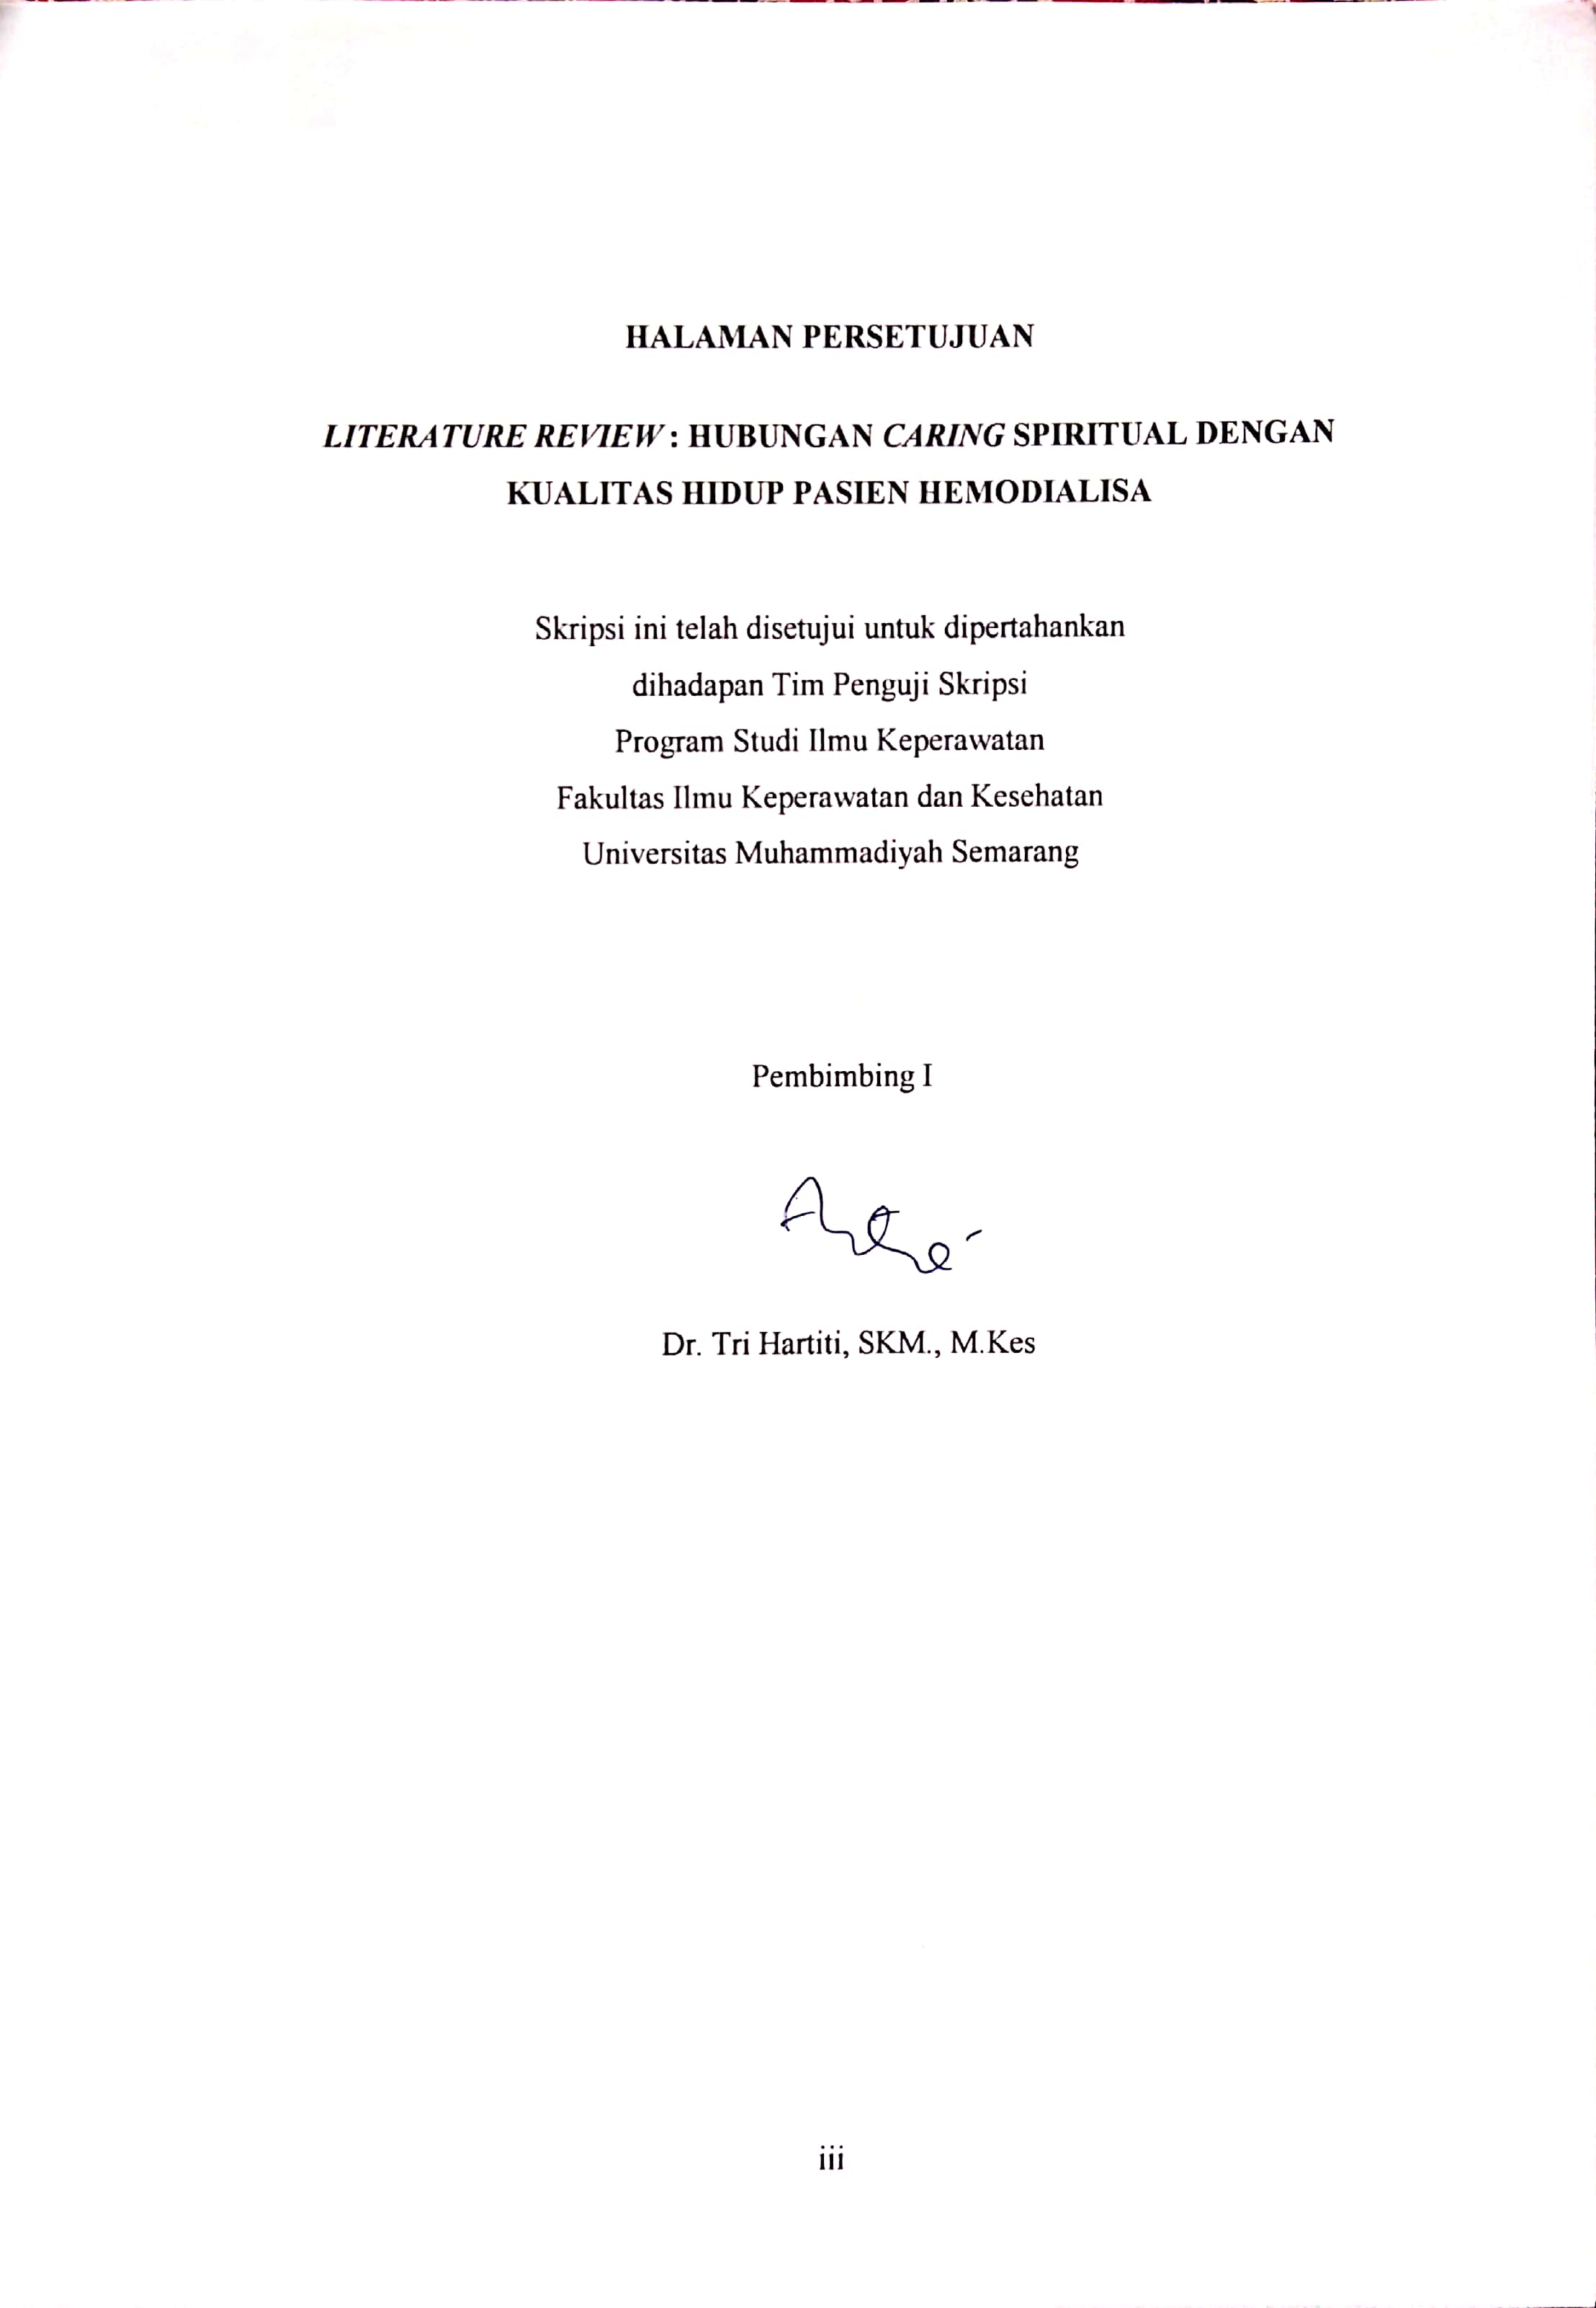 HALAMAN PERSETUJUAN
LITERATURE REVIEW : HUBUNGAN CARING SPIRITUAL DENGAN
KUALITAS HIDUP PASIEN HEMODIALISA
Skripsi ini telah disetujui untuk dipertahankan
dihadapan Tim Penguji Skripsi
Program Studi Ilmu Keperawatan
Fakultas Ilmu Keperawatan dan Kesehatan
Universitas Muhammadiyah Semarang
Pembimbing I
Dr. Tri Hartiti, SKM., M.Kes
iii